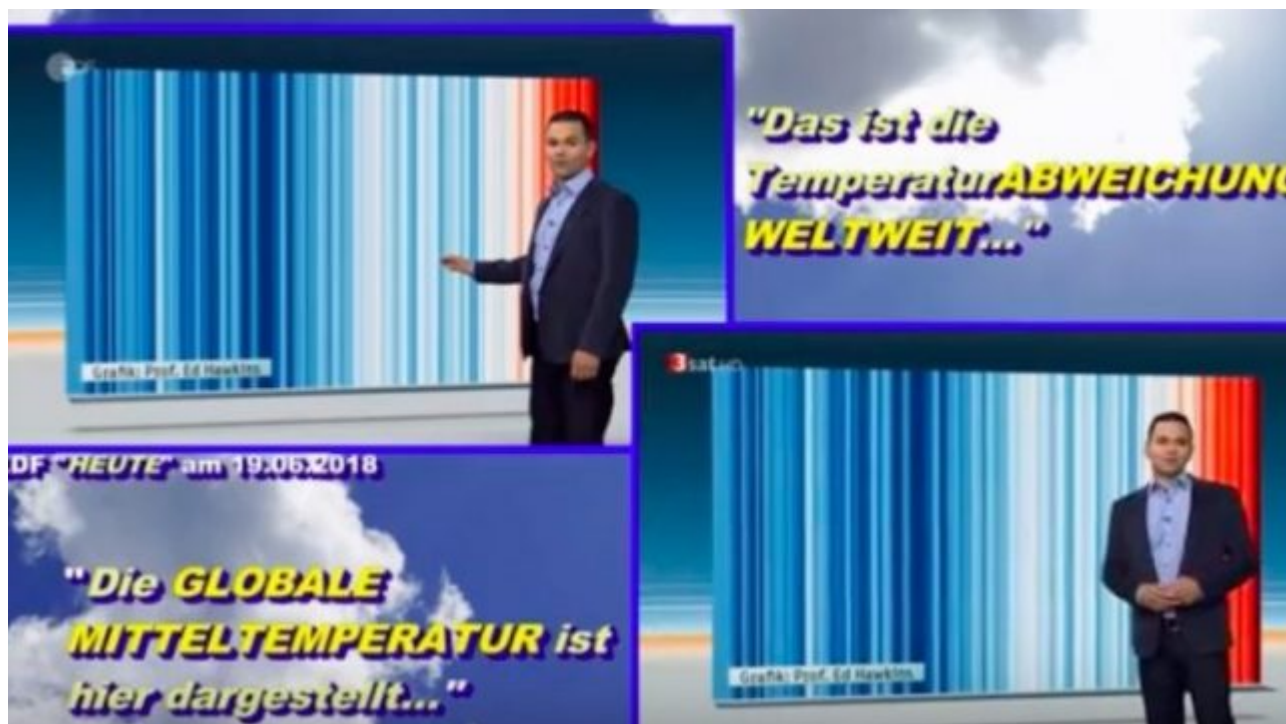 ZDF
Grafik: Prof. Ed Hawkins
"Das ist die
TemperaturABWEICHUNG
WELTWEIT..."
3sat
DF "HEUTE" am 19.06.2018
"Die GLOBALE
MITTELTEMPERATUR ist
hier dargestellt..."
Grafik: Prof. Ed Hawkins